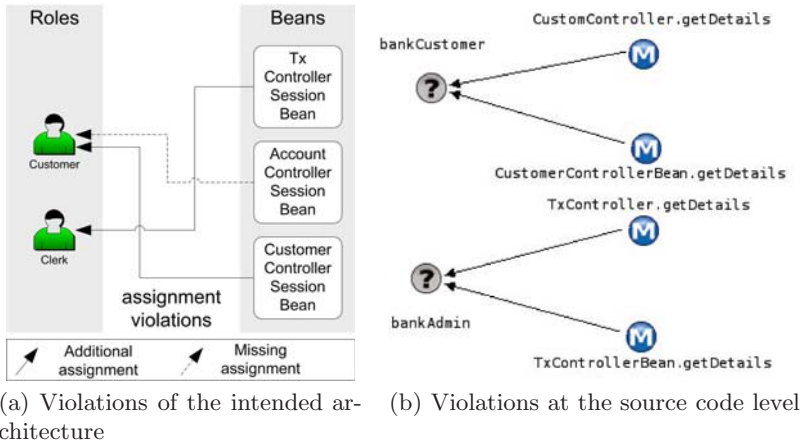 Roles
Beans
Tx
Controller
Session
Bean
Customer
Account
Controller
Session
Bean
Clerk
Customer
Controller
Session
Bean
assignment
violations
Additional
assignment
Missing
assignment
(a) Violations of the intended ar-
chitecture
CustomController.getDetails
bankCustomer
?
M
M
CustomerControllerBean.getDetails
TxController.getDetails
M
?
bankAdmin
M
TxControllerBean.getDetails
(b) Violations at the source code level